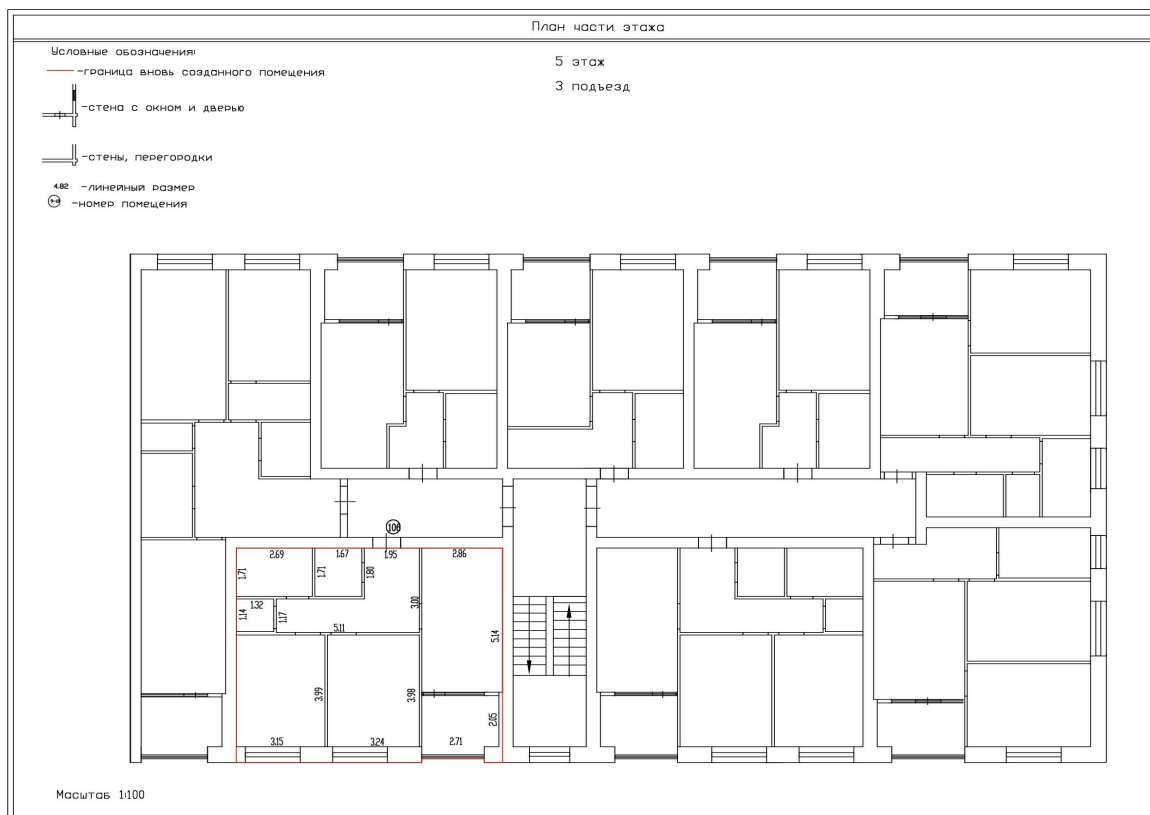 План части этажа
Условные обозначения:
-граница вновь созданного помещения
5 этаж
3 подъезд
-стена с окном и дверью
-стены, перегородки
4.82 -линейный размер
-номер помещения
106
2.69 1.67 1.95 2.86
1.71 1.71 1.80
1.32 3.00
1.14 1.17
5.11 5.14
3.99 3.98
2.05
3.15 3.24 2.71
Масштаб 1:100